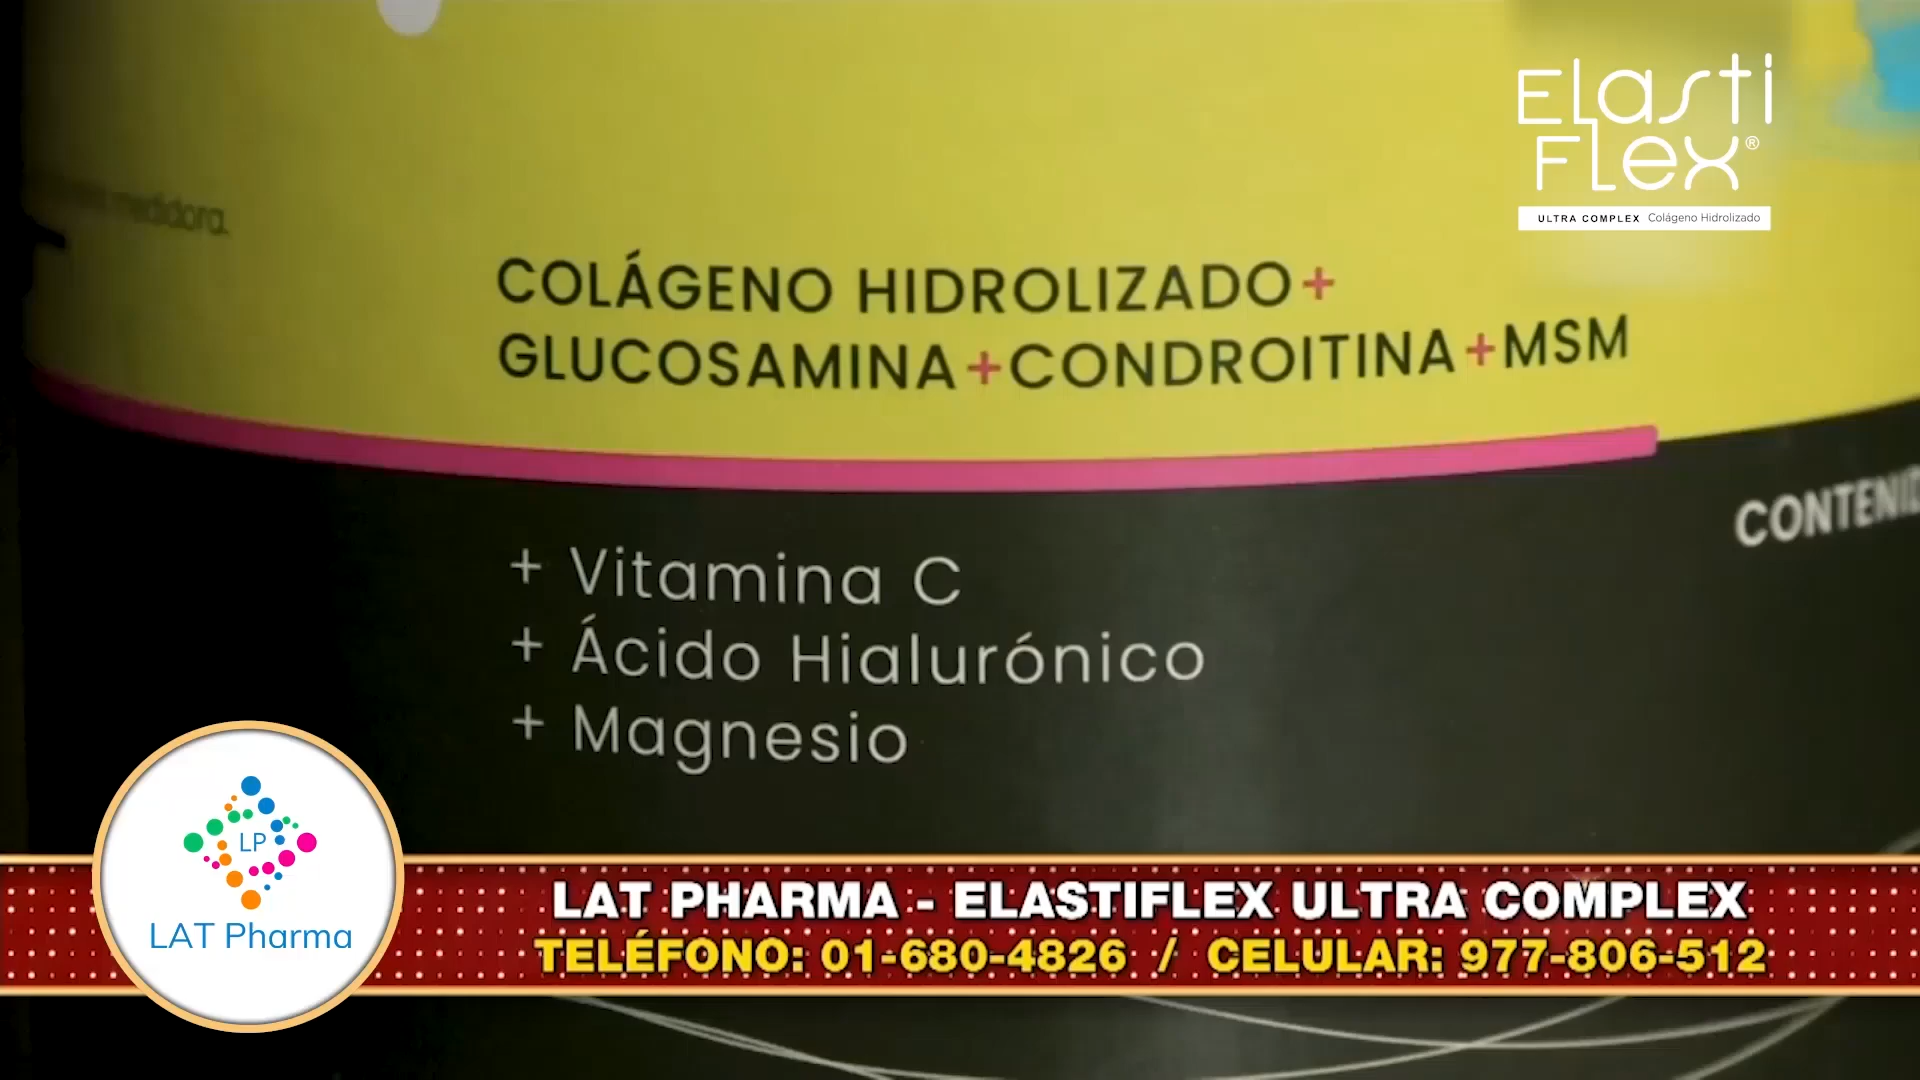 Elasti
Flex®
ULTRA COMPLEX Colágeno Hidrolizado
medidora.
COLÁGENO HIDROLIZADO+
GLUCOSAMINA+CONDROITINA+MSM
+ Vitamina C
+ Ácido Hialurónico
+ Magnesio
LP
LAT Pharma
LAT PHARMA - ELASTIFLEX ULTRA COMPLEX
TELÉFONO: 01-680-4826 / CELULAR: 977-806-512